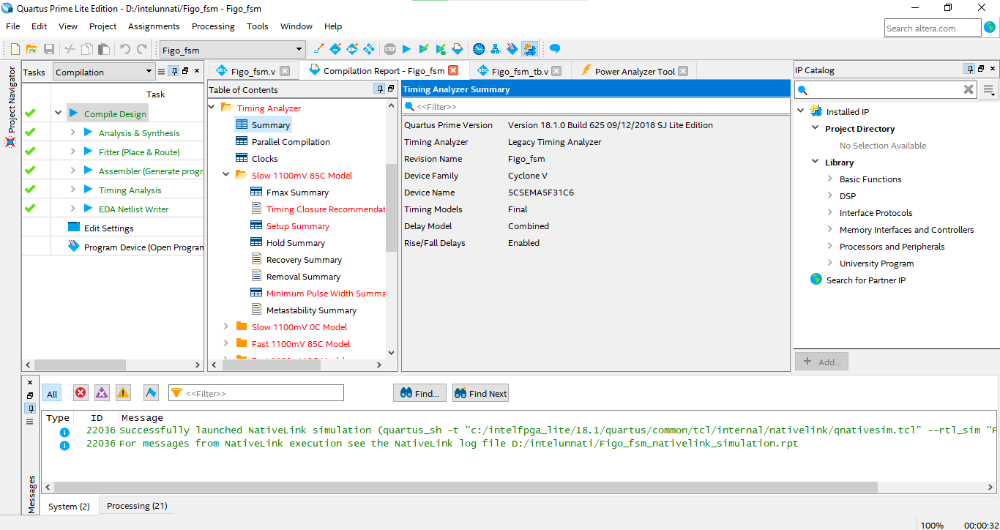 Quartus Prime Lite Edition - D:/intelunnati/Figo_fsm - Figo_fsm
File Edit View Project Assignments Processing Tools Window Help
Search altera.com
Figo_fsm
STOP
Project Navigator
Tasks Compilation
Task
Compile Design
Analysis & Synthesis
Fitter (Place & Route)
Assembler (Generate progr
Timing Analysis
EDA Netlist Writer
Edit Settings
Program Device (Open Program
abc Figo_fsm.v
Compilation Report - Figo_fsm
abc Figo_fsm_tb.v
Power Analyzer Tool
Table of Contents
Timing Analyzer
Summary
Parallel Compilation
Clocks
Slow 1100mV 85C Model
Fmax Summary
Timing Closure Recommendat
Setup Summary
Hold Summary
Recovery Summary
Removal Summary
Minimum Pulse Width Summa
Metastability Summary
Slow 1100mV 0C Model
Fast 1100mV 85C Model
Timing Analyzer Summary
<<Filter>>
Quartus Prime Version Version 18.1.0 Build 625 09/12/2018 SJ Lite Edition
Timing Analyzer Legacy Timing Analyzer
Revision Name Figo_fsm
Device Family Cyclone V
Device Name 5CSEMA5F31C6
Timing Models Final
Delay Model Combined
Rise/Fall Delays Enabled
IP Catalog
Installed IP
Project Directory
No Selection Available
Library
Basic Functions
DSP
Interface Protocols
Memory Interfaces and Controllers
Processors and Peripherals
University Program
Search for Partner IP
+ Add...
Messages
All <<Filter>> Find... Find Next
Type ID Message
22036 Successfully launched NativeLink simulation (quartus_sh -t "c:/intelfpga_lite/18.1/quartus/common/tcl/internal/nativelink/qnativesim.tcl" --rtl_sim "F
22036 For messages from NativeLink execution see the NativeLink log file D:/intelunnati/Figo_fsm_nativelink_simulation.rpt
System (2) Processing (21)
100% 00:00:32